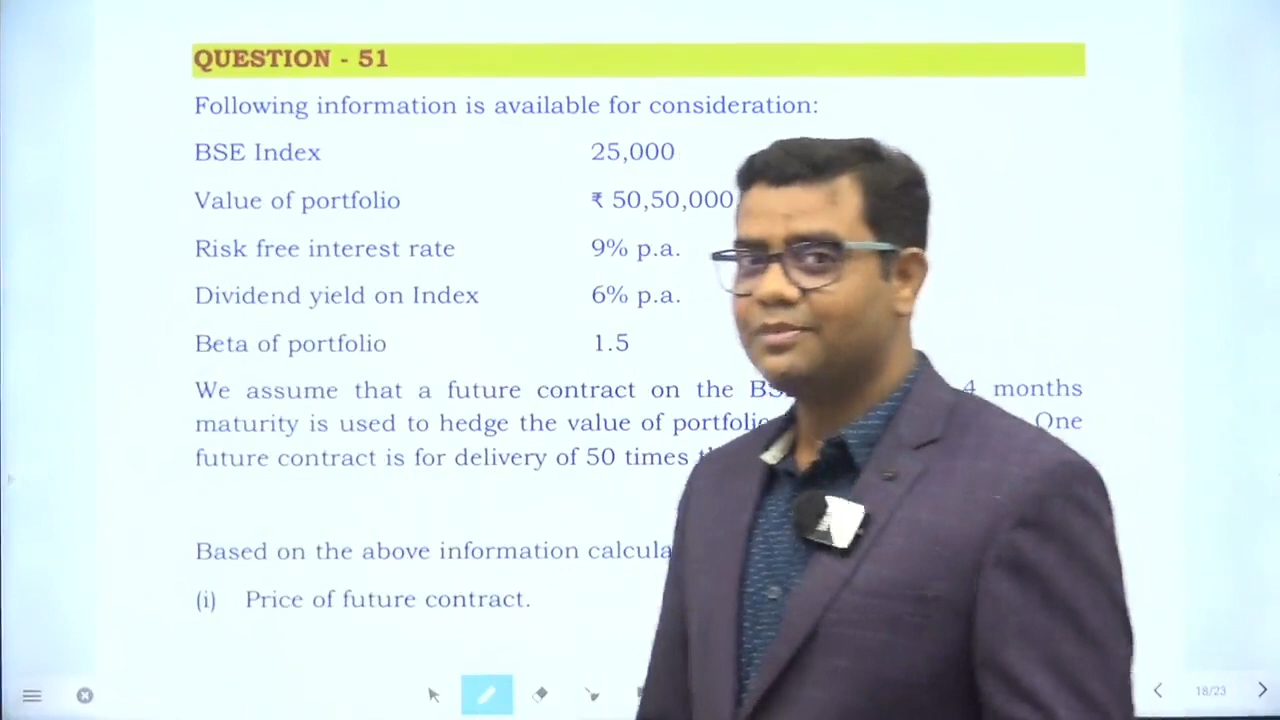 QUESTION - 51
Following information is available for consideration:
BSE Index 25,000
Value of portfolio ₹ 50,50,000
Risk free interest rate 9% p.a.
Dividend yield on Index 6% p.a.
Beta of portfolio 1.5
We assume that a future contract on the 4 months
maturity is used to hedge the value of One
future contract is for delivery of 50 times
Based on the above information
(i) Price of future contract.
18/23